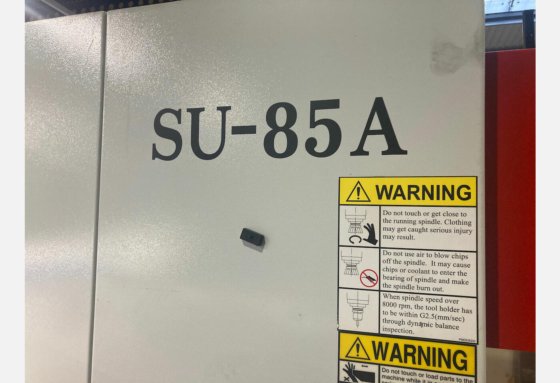 SU-85A
WARNING
Do not touch or get close to
the running spindle. Clothing
may get caught serious injury
may result.
Do not use air to blow chips
off the spindle. It may cause
chips or coolant to enter the
bearing of spindle and make
the spindle burn out.
When spindle speed over
8000 rpm, the tool holder has
to be within G2.5(mm/sec)
through dynamic balance
inspection.
WARNING
Do not touch or load parts to the
machine while it is